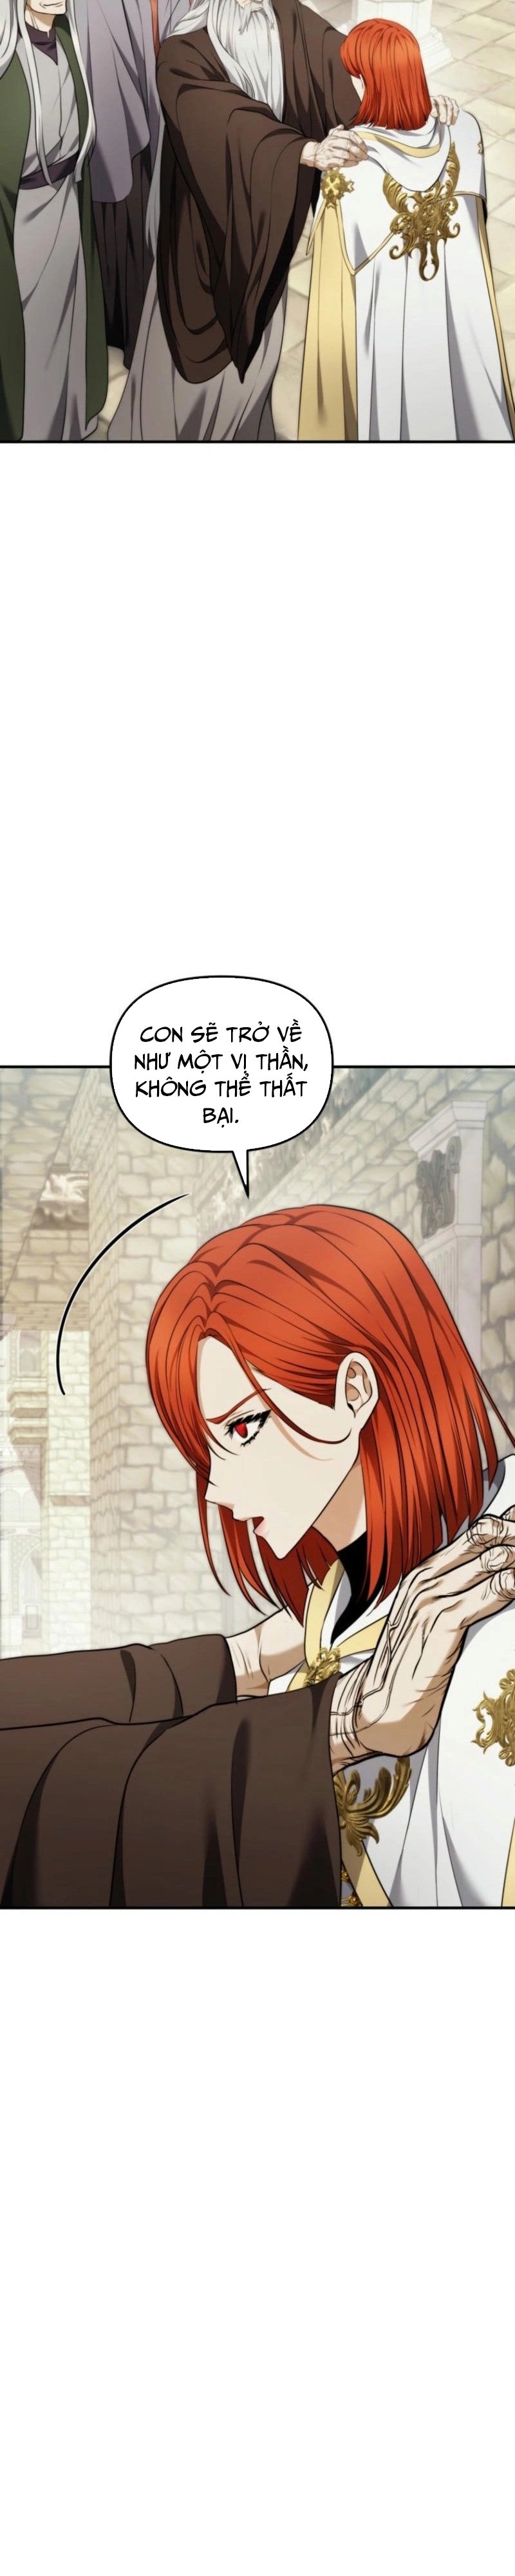 CON SẼ TRỞ VỀ
NHƯ MỘT VỊ THẦN,
KHÔNG THỂ THẤT
BẠI.